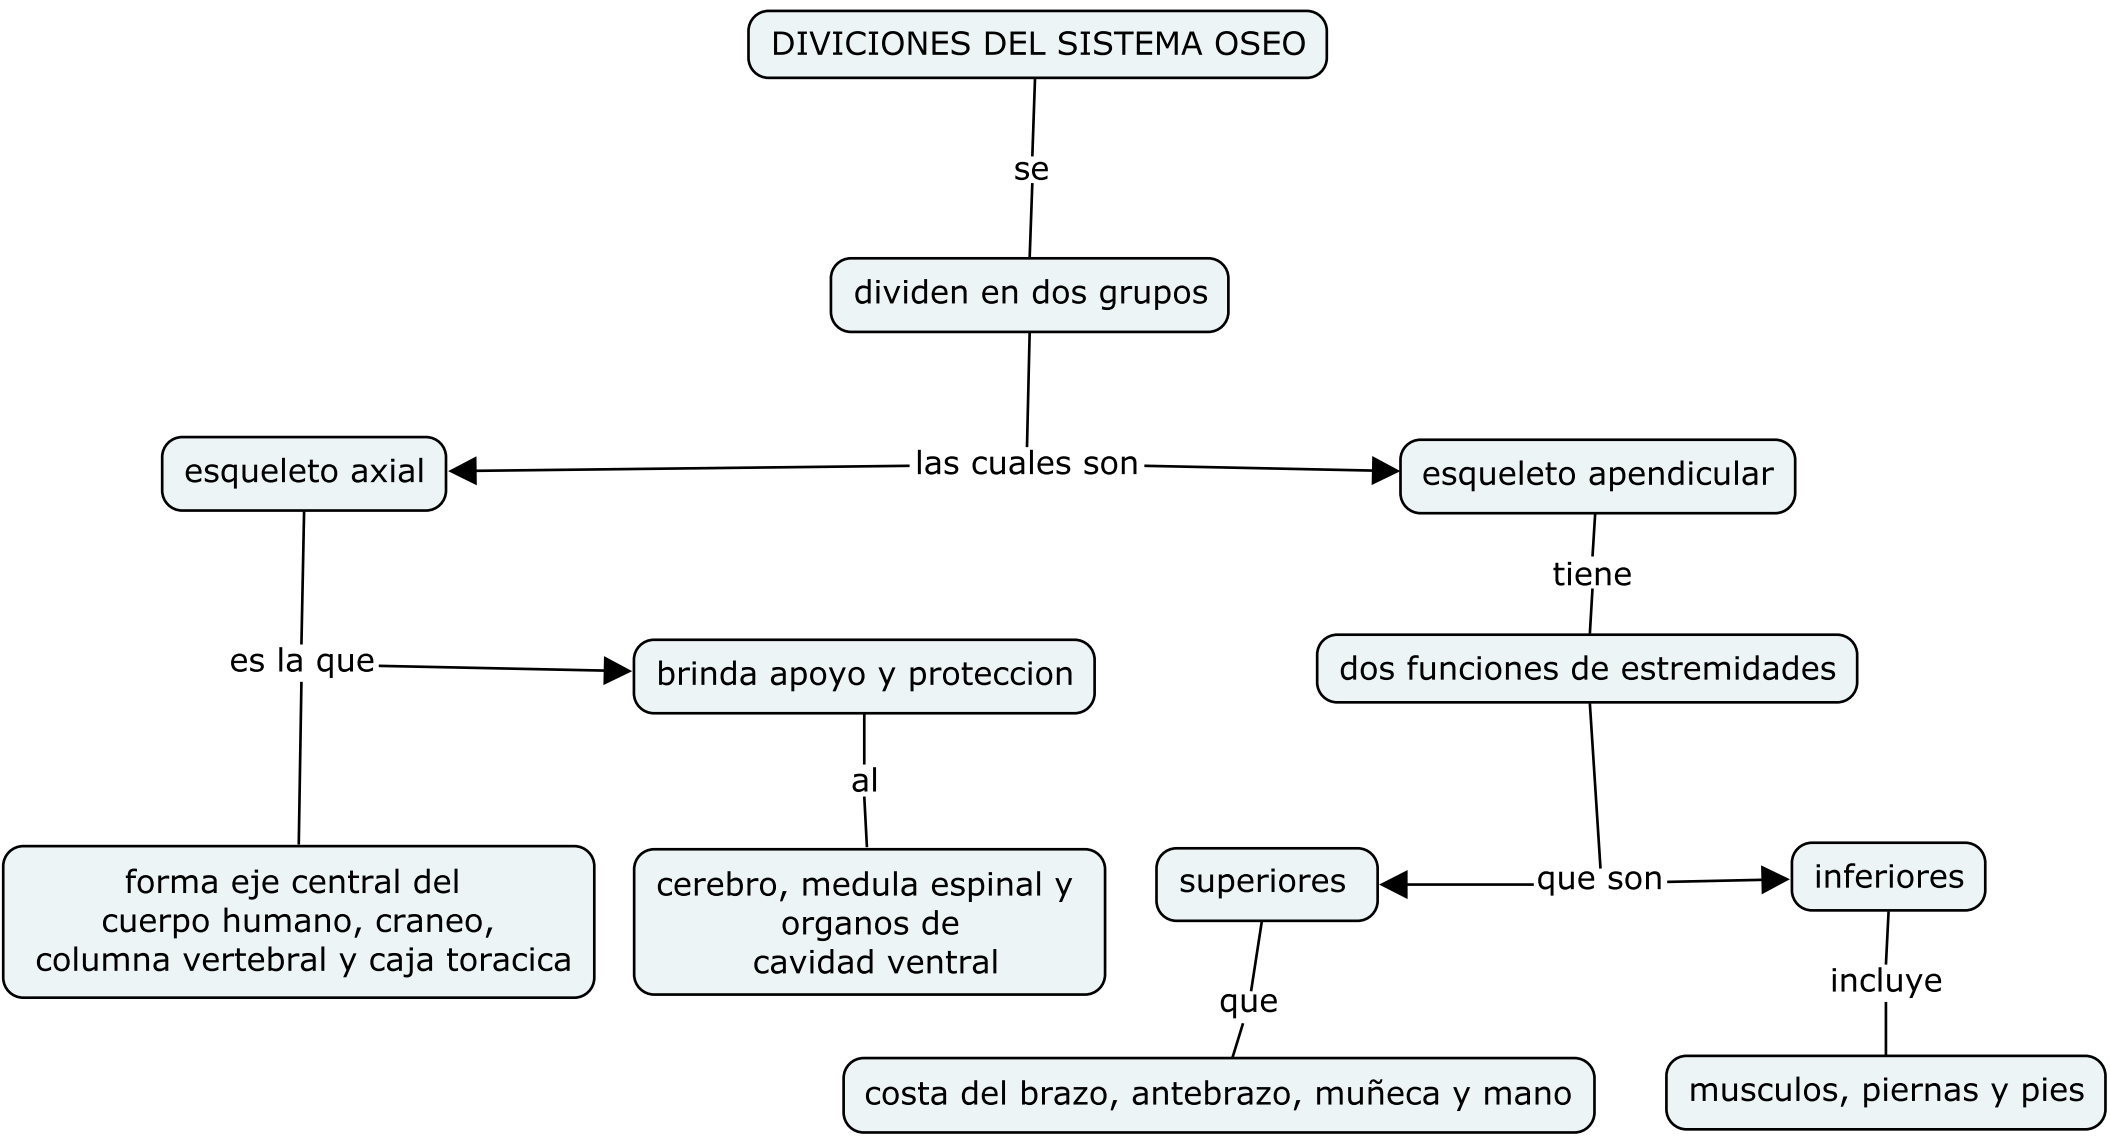 DIVICIONES DEL SISTEMA OSEO
se
dividen en dos grupos
las cuales son
esqueleto axial
esqueleto apendicular
es la que
brinda apoyo y proteccion
al
forma eje central del
cuerpo humano, craneo,
columna vertebral y caja toracica
cerebro, medula espinal y
organos de
cavidad ventral
tiene
dos funciones de estremidades
que son
superiores
inferiores
que
costa del brazo, antebrazo, muñeca y mano
incluye
musculos, piernas y pies